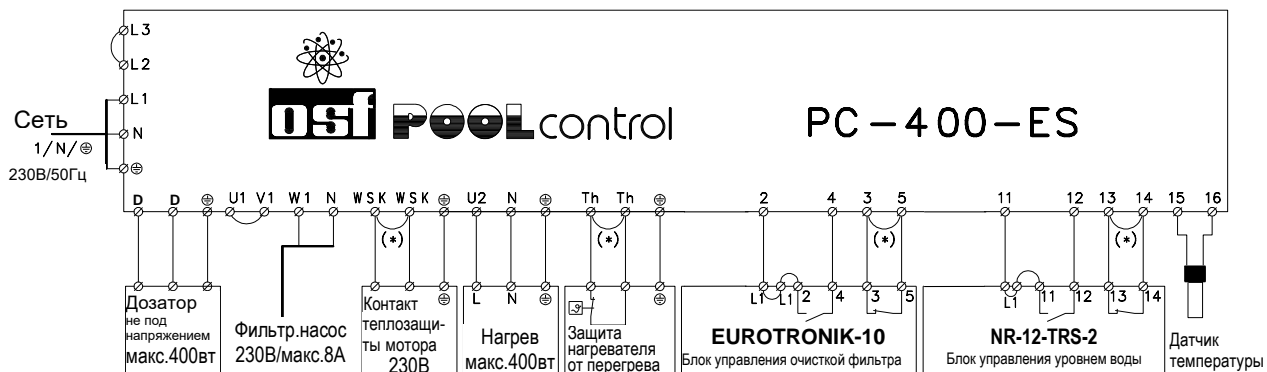 L3
L2
L1
N
Сеть
1/N/⏚
230В/50Гц
osf POOL control
PC-400-ES
D D ⏚ U1 V1 W1 N WSK WSK ⏚ U2 N ⏚ Th Th ⏚ 2 4 3 5 11 12 13 14 15 16
(*) (*) (*) (*)
Дозатор
не под
напряжением
макс.400вт
Фильтр.насос
230В/макс.8А
Контакт
теплозащи-
ты мотора
230В
L N ⏚
Нагрев
макс.400вт
Защита
нагревателя
от перегрева
L1 L1 2 4 3 5
EUROTRONIK-10
Блок управления очисткой фильтра
L1 11 12 13 14
NR-12-TRS-2
Блок управления уровнем воды
Датчик
температуры